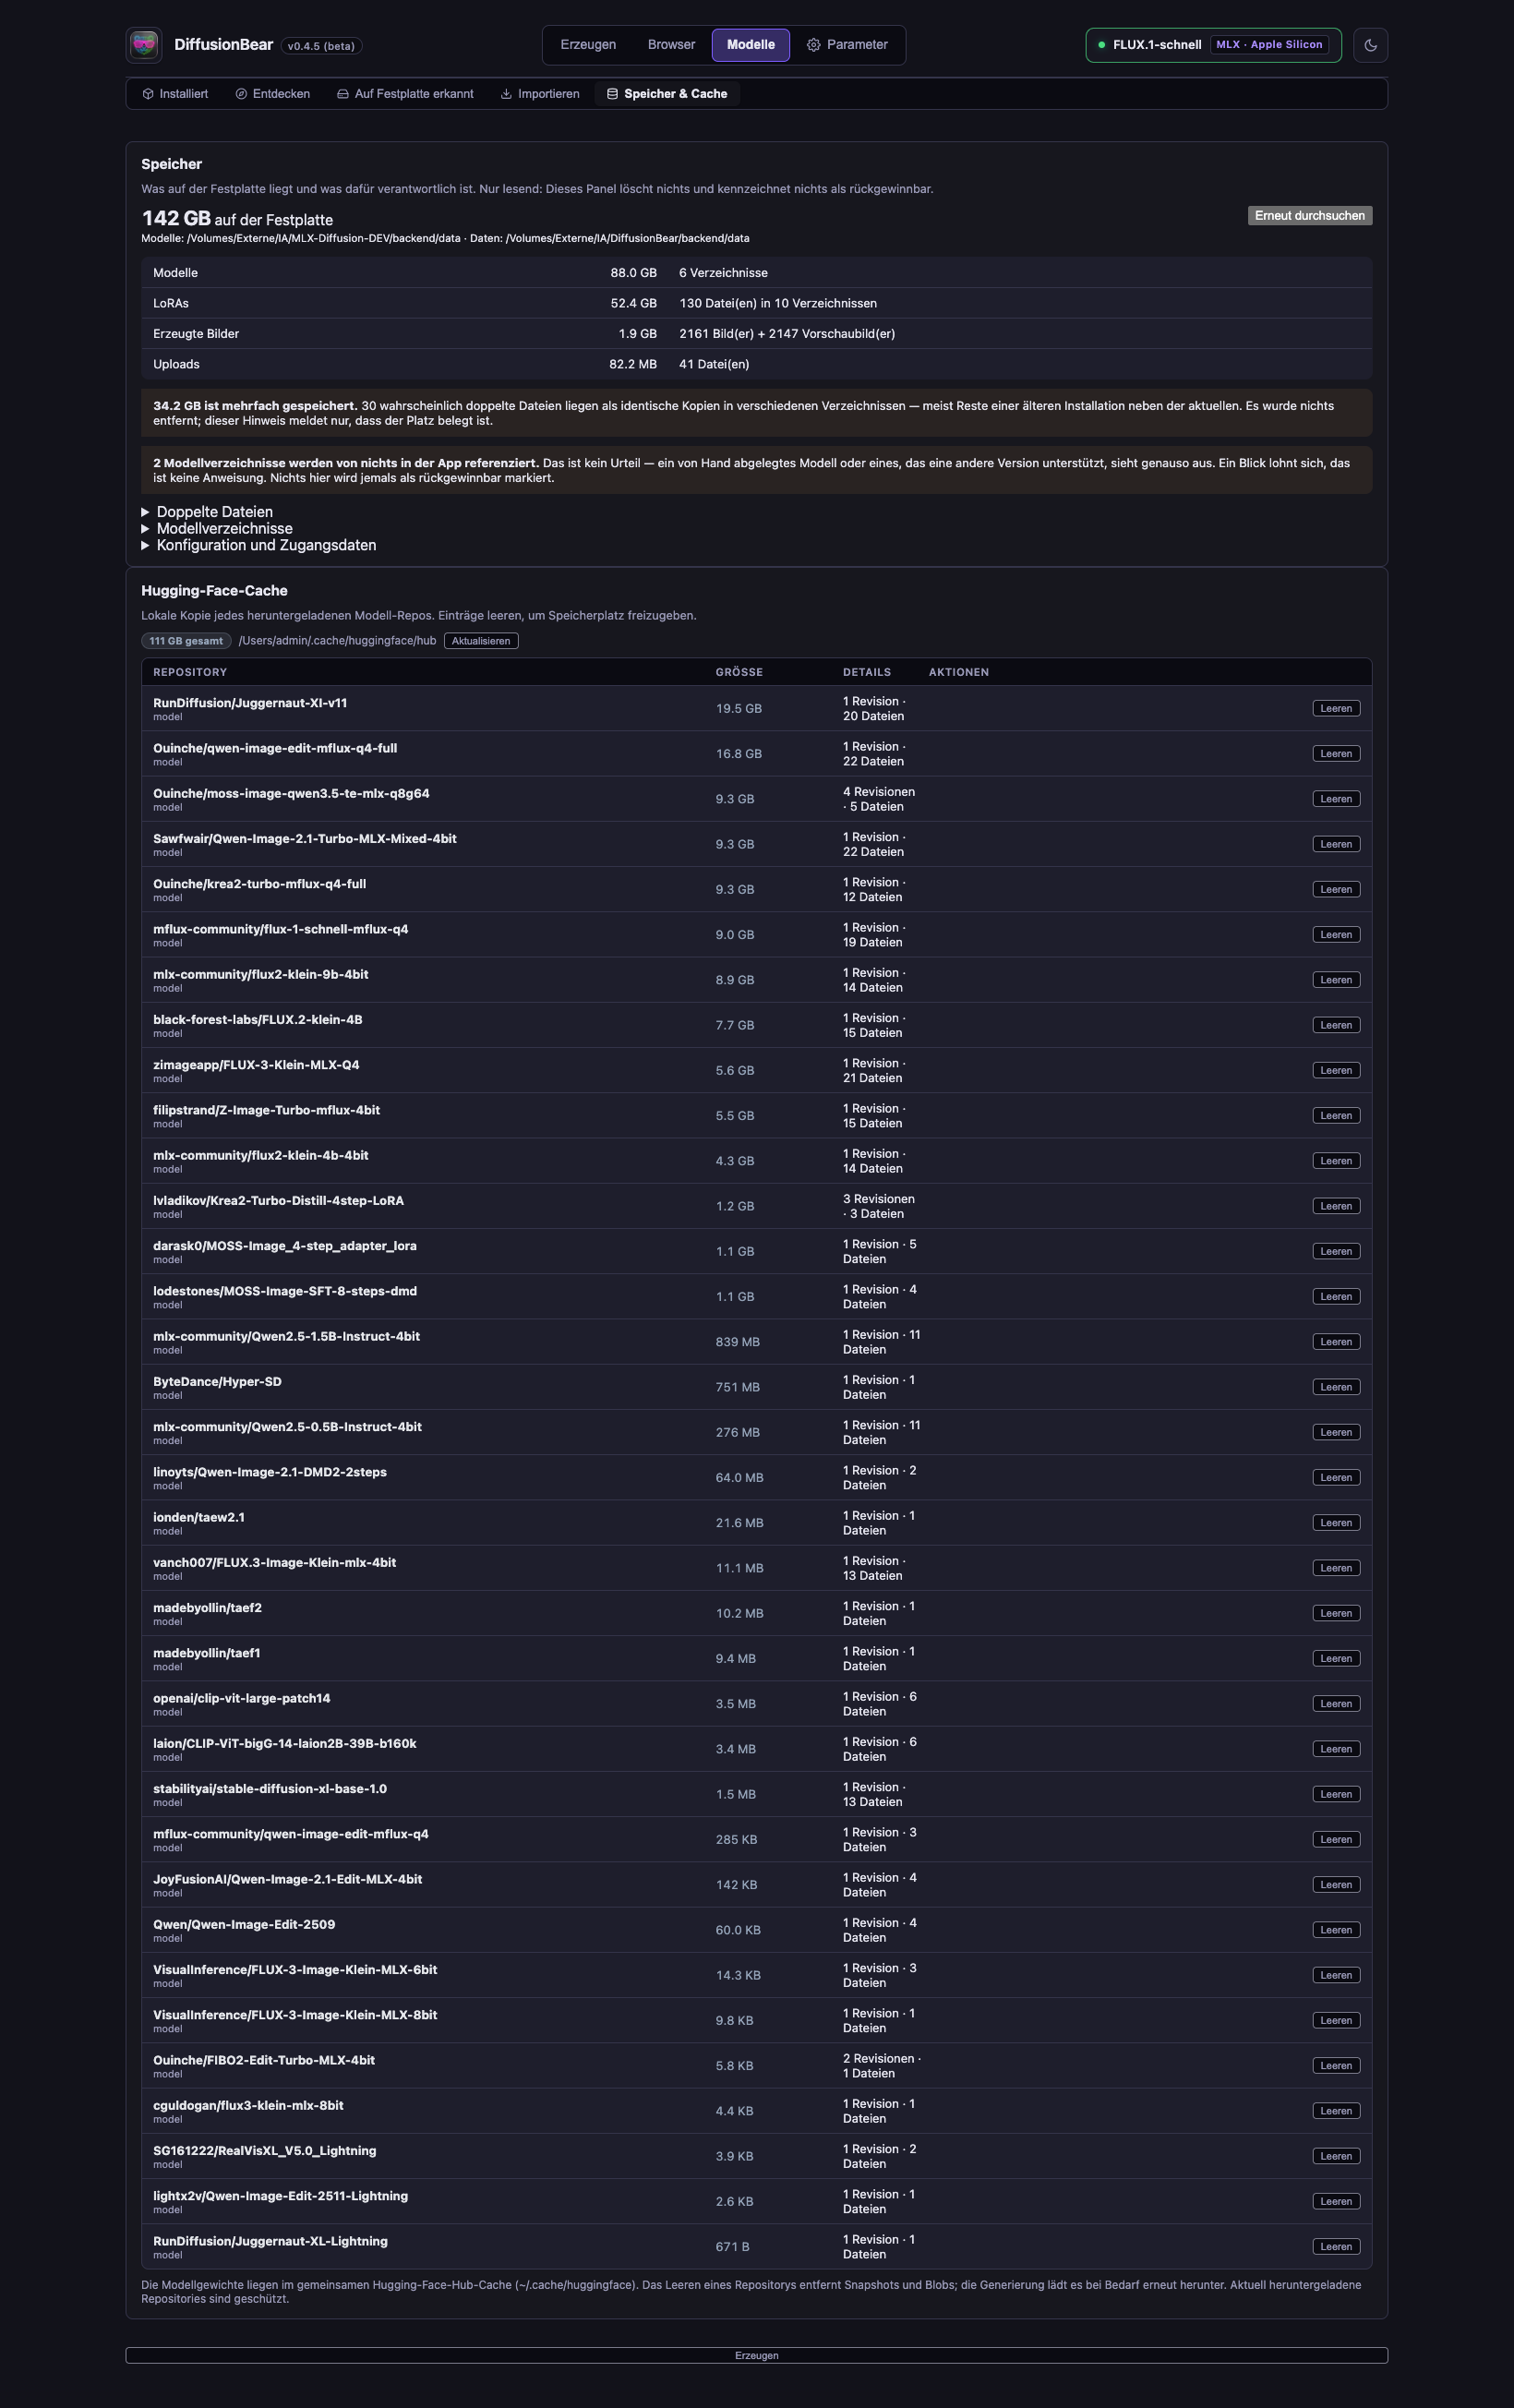 DiffusionBear
v0.4.5 (beta)
Erzeugen
Browser
Modelle
Parameter
FLUX.1-schnell
MLX · Apple Silicon
Installiert
Entdecken
Auf Festplatte erkannt
Importieren
Speicher & Cache
Speicher
Was auf der Festplatte liegt und was dafür verantwortlich ist. Nur lesend: Dieses Panel löscht nichts und kennzeichnet nichts als rückgewinnbar.
142 GB auf der Festplatte
Erneut durchsuchen
Modelle: /Volumes/Externe/IA/MLX-Diffusion-DEV/backend/data · Daten: /Volumes/Externe/IA/DiffusionBear/backend/data
Modelle 88.0 GB 6 Verzeichnisse
LoRAs 52.4 GB 130 Datei(en) in 10 Verzeichnissen
Erzeugte Bilder 1.9 GB 2161 Bild(er) + 2147 Vorschaubild(er)
Uploads 82.2 MB 41 Datei(en)
34.2 GB ist mehrfach gespeichert. 30 wahrscheinlich doppelte Dateien liegen als identische Kopien in verschiedenen Verzeichnissen — meist Reste einer älteren Installation neben der aktuellen. Es wurde nichts
entfernt; dieser Hinweis meldet nur, dass der Platz belegt ist.
2 Modellverzeichnisse werden von nichts in der App referenziert. Das ist kein Urteil — ein von Hand abgelegtes Modell oder eines, das eine andere Version unterstützt, sieht genauso aus. Ein Blick lohnt sich, das
ist keine Anweisung. Nichts hier wird jemals als rückgewinnbar markiert.
Doppelte Dateien
Modellverzeichnisse
Konfiguration und Zugangsdaten
Hugging-Face-Cache
Lokale Kopie jedes heruntergeladenen Modell-Repos. Einträge leeren, um Speicherplatz freizugeben.
111 GB gesamt /Users/admin/.cache/huggingface/hub Aktualisieren
REPOSITORY GRÖSSE DETAILS AKTIONEN
RunDiffusion/Juggernaut-XI-v11
model
19.5 GB
1 Revision ·
20 Dateien
Leeren
Ouinche/qwen-image-edit-mflux-q4-full
model
16.8 GB
1 Revision ·
22 Dateien
Leeren
Ouinche/moss-image-qwen3.5-te-mlx-q8g64
model
9.3 GB
4 Revisionen
· 5 Dateien
Leeren
Sawfwair/Qwen-Image-2.1-Turbo-MLX-Mixed-4bit
model
9.3 GB
1 Revision ·
22 Dateien
Leeren
Ouinche/krea2-turbo-mflux-q4-full
model
9.3 GB
1 Revision ·
12 Dateien
Leeren
mflux-community/flux-1-schnell-mflux-q4
model
9.0 GB
1 Revision ·
19 Dateien
Leeren
mlx-community/flux2-klein-9b-4bit
model
8.9 GB
1 Revision ·
14 Dateien
Leeren
black-forest-labs/FLUX.2-klein-4B
model
7.7 GB
1 Revision ·
15 Dateien
Leeren
zimageapp/FLUX-3-Klein-MLX-Q4
model
5.6 GB
1 Revision ·
21 Dateien
Leeren
filipstrand/Z-Image-Turbo-mflux-4bit
model
5.5 GB
1 Revision ·
15 Dateien
Leeren
mlx-community/flux2-klein-4b-4bit
model
4.3 GB
1 Revision ·
14 Dateien
Leeren
lvladikov/Krea2-Turbo-Distill-4step-LoRA
model
1.2 GB
3 Revisionen
· 3 Dateien
Leeren
darask0/MOSS-Image_4-step_adapter_lora
model
1.1 GB
1 Revision · 5
Dateien
Leeren
lodestones/MOSS-Image-SFT-8-steps-dmd
model
1.1 GB
1 Revision · 4
Dateien
Leeren
mlx-community/Qwen2.5-1.5B-Instruct-4bit
model
839 MB
1 Revision · 11
Dateien
Leeren
ByteDance/Hyper-SD
model
751 MB
1 Revision · 1
Dateien
Leeren
mlx-community/Qwen2.5-0.5B-Instruct-4bit
model
276 MB
1 Revision · 11
Dateien
Leeren
linoyts/Qwen-Image-2.1-DMD2-2steps
model
64.0 MB
1 Revision · 2
Dateien
Leeren
ionden/taew2.1
model
21.6 MB
1 Revision · 1
Dateien
Leeren
vanch007/FLUX.3-Image-Klein-mlx-4bit
model
11.1 MB
1 Revision ·
13 Dateien
Leeren
madebyollin/taef2
model
10.2 MB
1 Revision · 1
Dateien
Leeren
madebyollin/taef1
model
9.4 MB
1 Revision · 1
Dateien
Leeren
openai/clip-vit-large-patch14
model
3.5 MB
1 Revision · 6
Dateien
Leeren
laion/CLIP-ViT-bigG-14-laion2B-39B-b160k
model
3.4 MB
1 Revision · 6
Dateien
Leeren
stabilityai/stable-diffusion-xl-base-1.0
model
1.5 MB
1 Revision ·
13 Dateien
Leeren
mflux-community/qwen-image-edit-mflux-q4
model
285 KB
1 Revision · 3
Dateien
Leeren
JoyFusionAI/Qwen-Image-2.1-Edit-MLX-4bit
model
142 KB
1 Revision · 4
Dateien
Leeren
Qwen/Qwen-Image-Edit-2509
model
60.0 KB
1 Revision · 4
Dateien
Leeren
VisualInference/FLUX-3-Image-Klein-MLX-6bit
model
14.3 KB
1 Revision · 3
Dateien
Leeren
VisualInference/FLUX-3-Image-Klein-MLX-8bit
model
9.8 KB
1 Revision · 1
Dateien
Leeren
Ouinche/FIBO2-Edit-Turbo-MLX-4bit
model
5.8 KB
2 Revisionen ·
1 Dateien
Leeren
cguldogan/flux3-klein-mlx-8bit
model
4.4 KB
1 Revision · 1
Dateien
Leeren
SG161222/RealVisXL_V5.0_Lightning
model
3.9 KB
1 Revision · 2
Dateien
Leeren
lightx2v/Qwen-Image-Edit-2511-Lightning
model
2.6 KB
1 Revision · 1
Dateien
Leeren
RunDiffusion/Juggernaut-XL-Lightning
model
671 B
1 Revision · 1
Dateien
Leeren
Die Modellgewichte liegen im gemeinsamen Hugging-Face-Hub-Cache (~/.cache/huggingface). Das Leeren eines Repositorys entfernt Snapshots und Blobs; die Generierung lädt es bei Bedarf erneut herunter. Aktuell heruntergeladene
Repositories sind geschützt.
Erzeugen